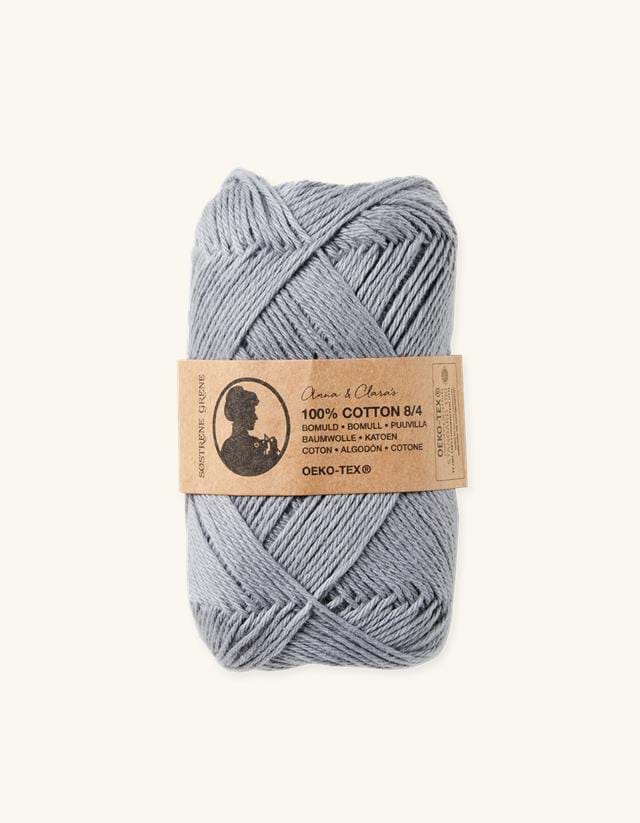 SØSTRENE GRENE
Anna & Clara's
100% COTTON 8/4
BOMULD • BOMULL • PUUVILLA
BAUMWOLLE • KATOEN
COTON • ALGODÓN • COTONE
OEKO-TEX®
OEKO-TEX®